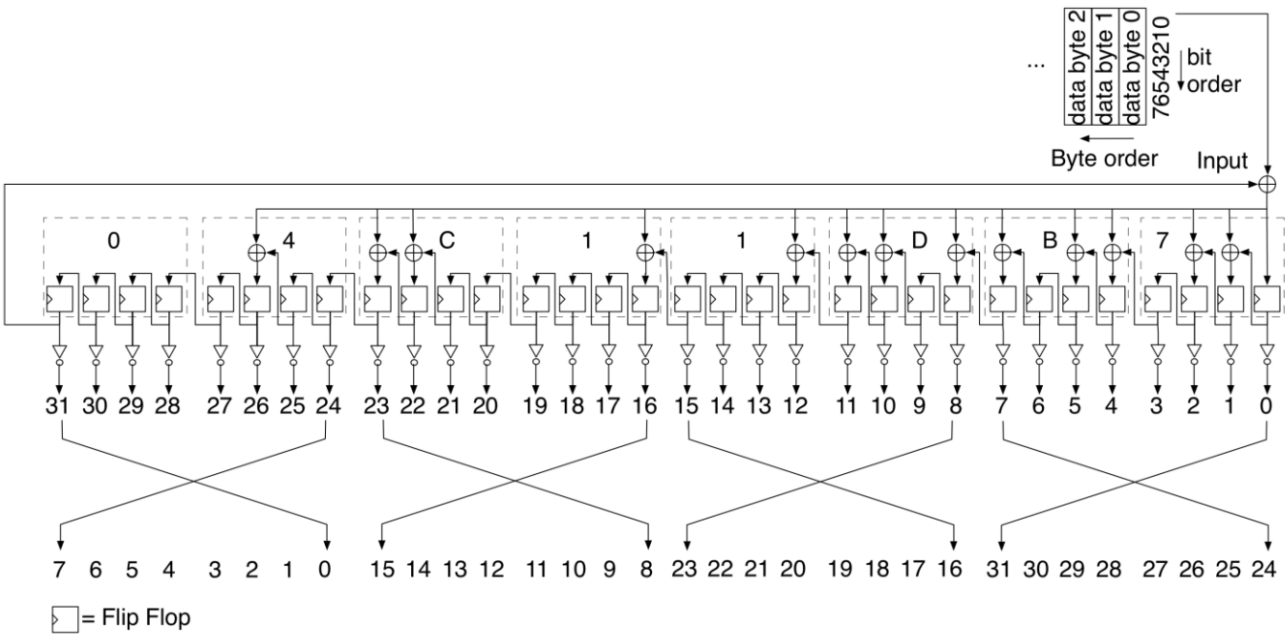 data byte 2
data byte 1
data byte 0
76543210
...
bit
order
Byte order
Input
0 4 C 1 1 D B 7
31 30 29 28 27 26 25 24 23 22 21 20 19 18 17 16 15 14 13 12 11 10 9 8 7 6 5 4 3 2 1 0
7 6 5 4 3 2 1 0 15 14 13 12 11 10 9 8 23 22 21 20 19 18 17 16 31 30 29 28 27 26 25 24
= Flip Flop